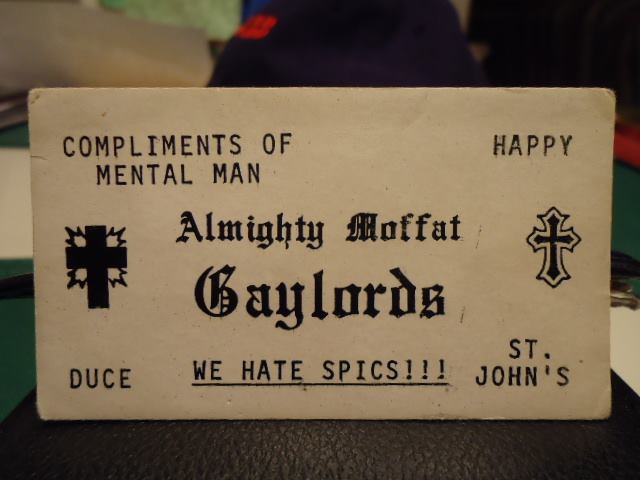 COMPLIMENTS OF
MENTAL MAN
HAPPY
Almighty Moffat
Gaylords
DUCE
WE HATE SPICS!!!
ST.
JOHN'S